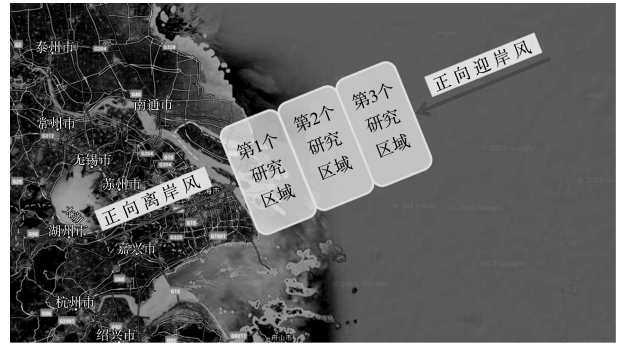 泰州市
南通市
常州市
无锡市
苏州市
湖州市
嘉兴市
杭州市
绍兴市
舟山市
正向离岸风
第1个
研究
区域
第2个
研究
区域
第3个
研究
区域
正向迎岸风